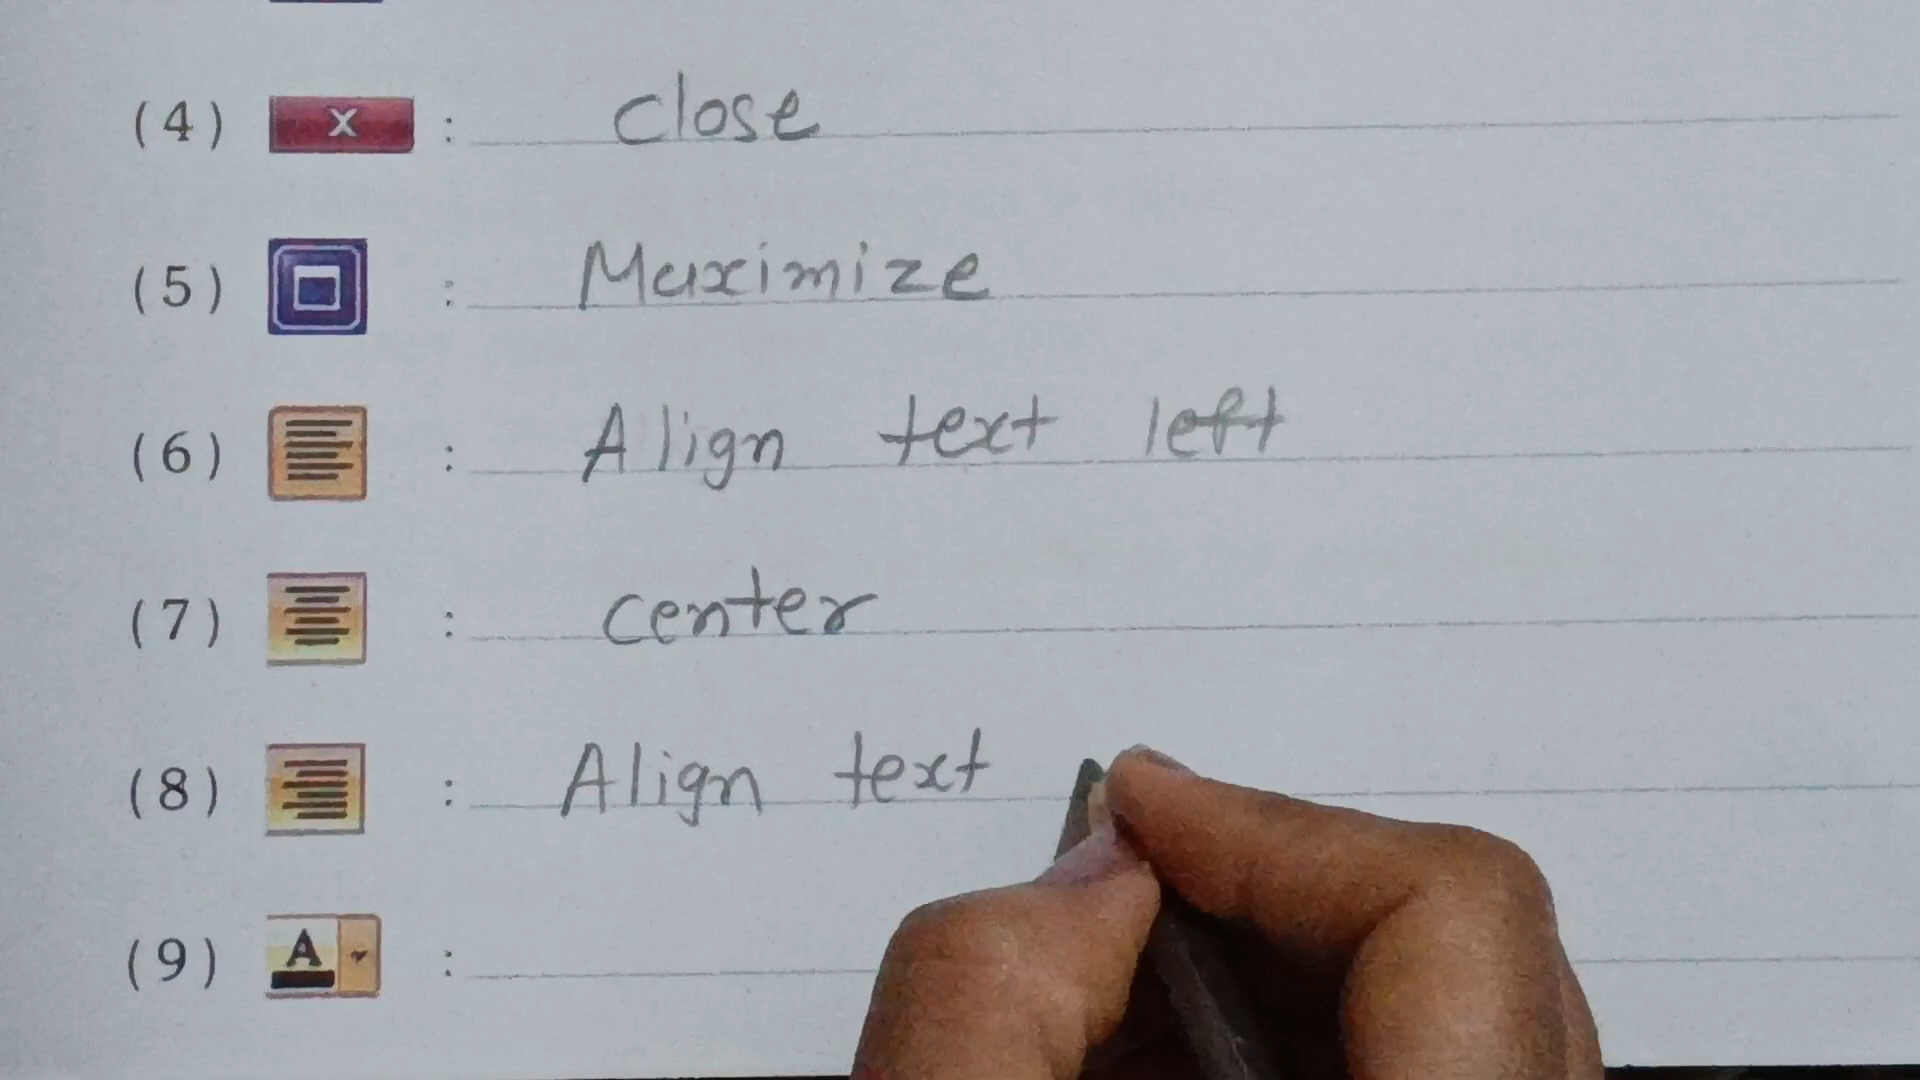 (4) X : close
(5) : Maximize
(6) : Align text left
(7) : center
(8) : Align text
(9) A :